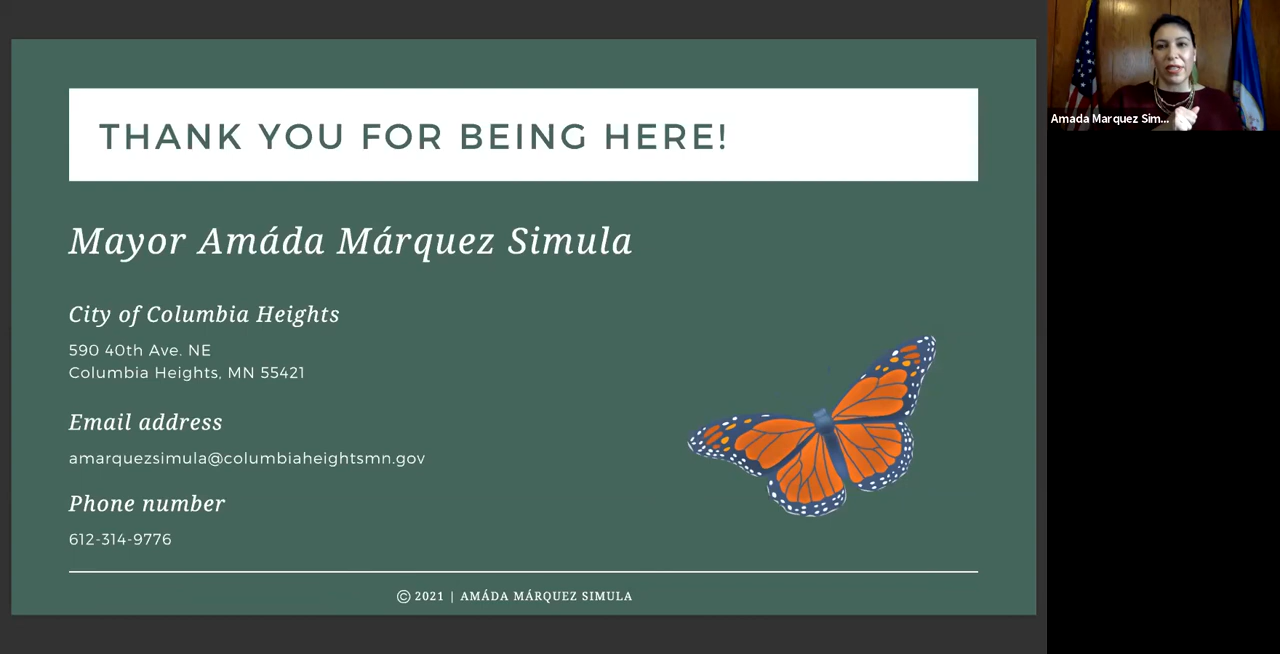 THANK YOU FOR BEING HERE!
Mayor Amáda Márquez Simula
City of Columbia Heights
590 40th Ave. NE
Columbia Heights, MN 55421
Email address
amarquezsimula@columbiaheightsmn.gov
Phone number
612-314-9776
© 2021 | AMÁDA MÁRQUEZ SIMULA
Amada Marquez Sim...